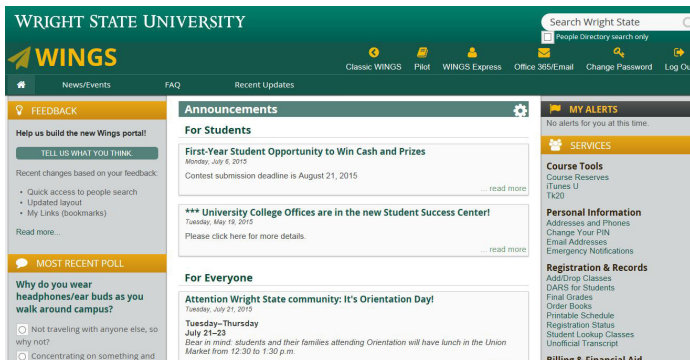 WRIGHT STATE UNIVERSITY
Search Wright State
People Directory search only
WINGS
Classic WINGS
Pilot
WINGS Express
Office 365/Email
Change Password
Log Ou
News/Events
FAQ
Recent Updates
FEEDBACK
Help us build the new Wings portal!
TELL US WHAT YOU THINK.
Recent changes based on your feedback:
• Quick access to people search
• Updated layout
• My Links (bookmarks)
Read more...
MOST RECENT POLL
Why do you wear
headphones/ear buds as you
walk around campus?
Not traveling with anyone else, so
why not?
Concentrating on something and
Announcements
For Students
First-Year Student Opportunity to Win Cash and Prizes
Monday, July 6, 2015
Contest submission deadline is August 21, 2015
... read more
*** University College Offices are in the new Student Success Center!
Tuesday, May 19, 2015
Please click here for more details.
... read more
For Everyone
Attention Wright State community: It's Orientation Day!
Tuesday, July 21, 2015
Tuesday–Thursday
July 21–23
Bear in mind: students and their families attending Orientation will have lunch in the Union
Market from 12:30 to 1:30 p.m.
MY ALERTS
No alerts for you at this time.
SERVICES
Course Tools
Course Reserves
iTunes U
Tk20
Personal Information
Addresses and Phones
Change Your PIN
Email Addresses
Emergency Notifications
Registration & Records
Add/Drop Classes
DARS for Students
Final Grades
Order Books
Printable Schedule
Registration Status
Student Lookup Classes
Unofficial Transcript
Billing & Financial Aid